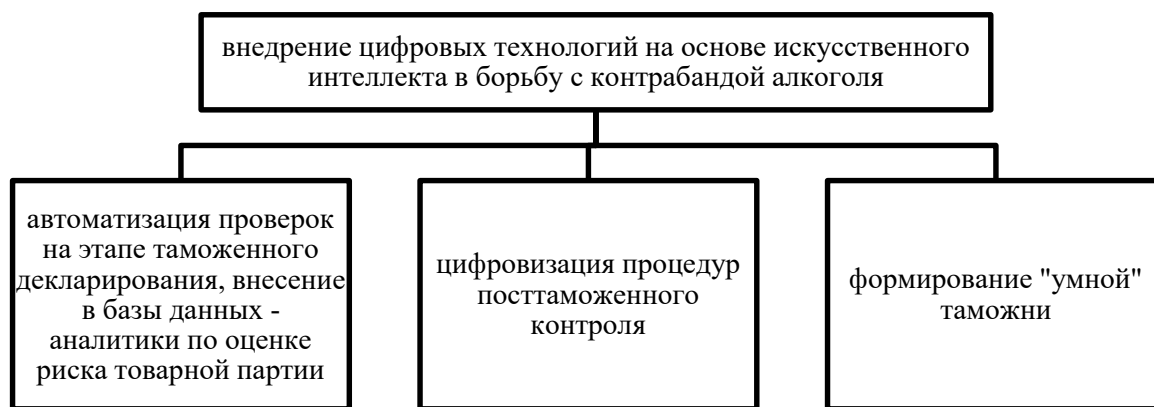 внедрение цифровых технологий на основе искусственного
интеллекта в борьбу с контрабандой алкоголя
автоматизация проверок
на этапе таможенного
декларирования, внесение
в базы данных -
аналитики по оценке
риска товарной партии
цифровизация процедур
посттаможенного
контроля
формирование "умной"
таможни